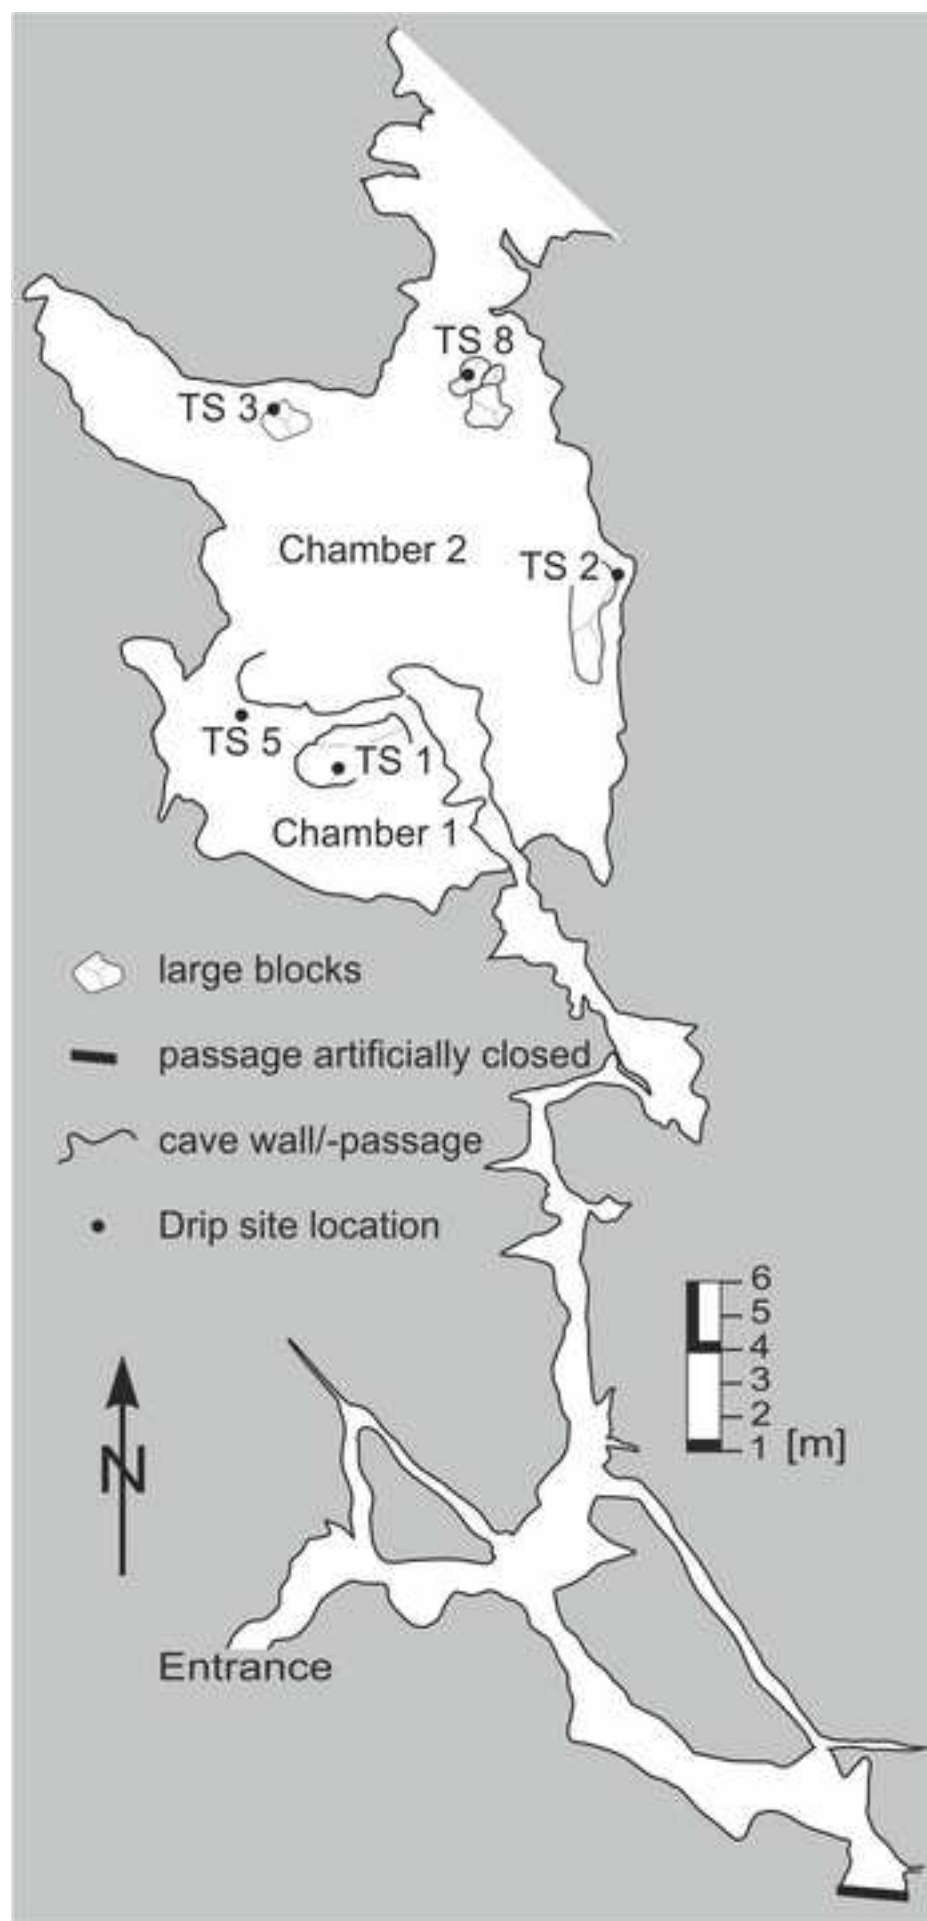 TS 8
TS 3
Chamber 2
TS 2
TS 5
TS 1
Chamber 1
large blocks
passage artificially closed
cave wall/-passage
Drip site location
6
5
4
3
2
1 [m]
N
Entrance